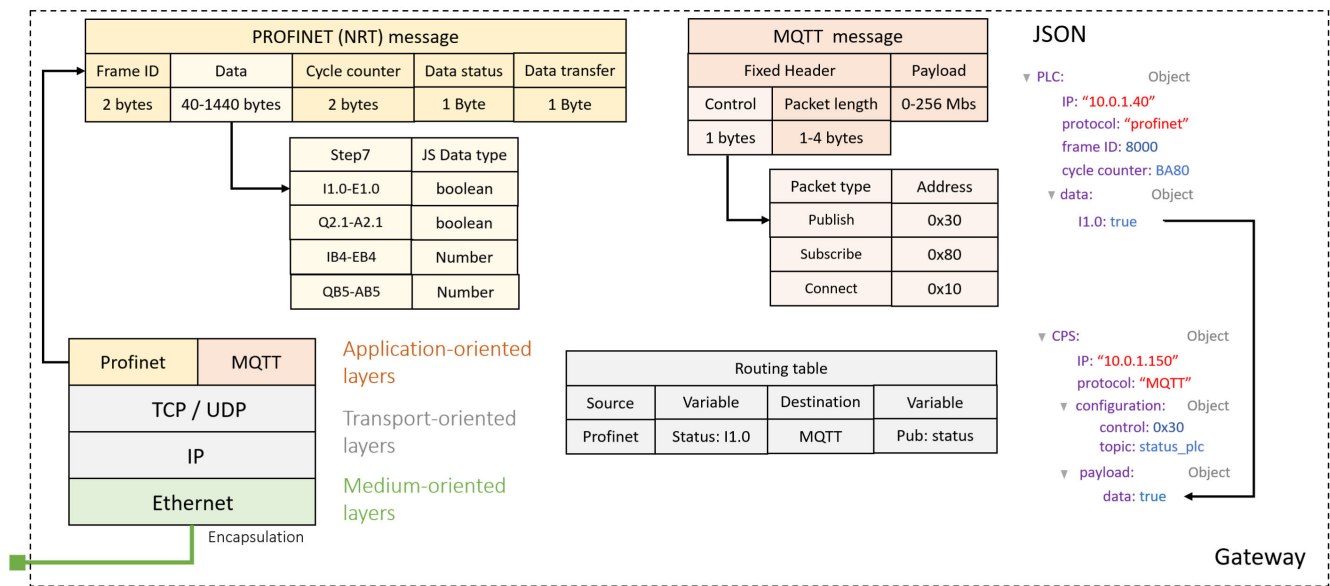 PROFINET (NRT) message
Frame ID Data Cycle counter Data status Data transfer
2 bytes 40-1440 bytes 2 bytes 1 Byte 1 Byte
Step7 JS Data type
I1.0-E1.0 boolean
Q2.1-A2.1 boolean
IB4-EB4 Number
QB5-AB5 Number
MQTT message
Fixed Header Payload
Control Packet length 0-256 Mbs
1 bytes 1-4 bytes
Packet type Address
Publish 0x30
Subscribe 0x80
Connect 0x10
JSON
PLC: Object
IP: “10.0.1.40”
protocol: “profinet”
frame ID: 8000
cycle counter: BA80
data: Object
I1.0: true
CPS: Object
IP: “10.0.1.150”
protocol: “MQTT”
configuration: Object
control: 0x30
topic: status_plc
payload: Object
data: true
Profinet MQTT
TCP / UDP
IP
Ethernet
Encapsulation
Application-oriented
layers
Transport-oriented
layers
Medium-oriented
layers
Routing table
Source Variable Destination Variable
Profinet Status: I1.0 MQTT Pub: status
Gateway